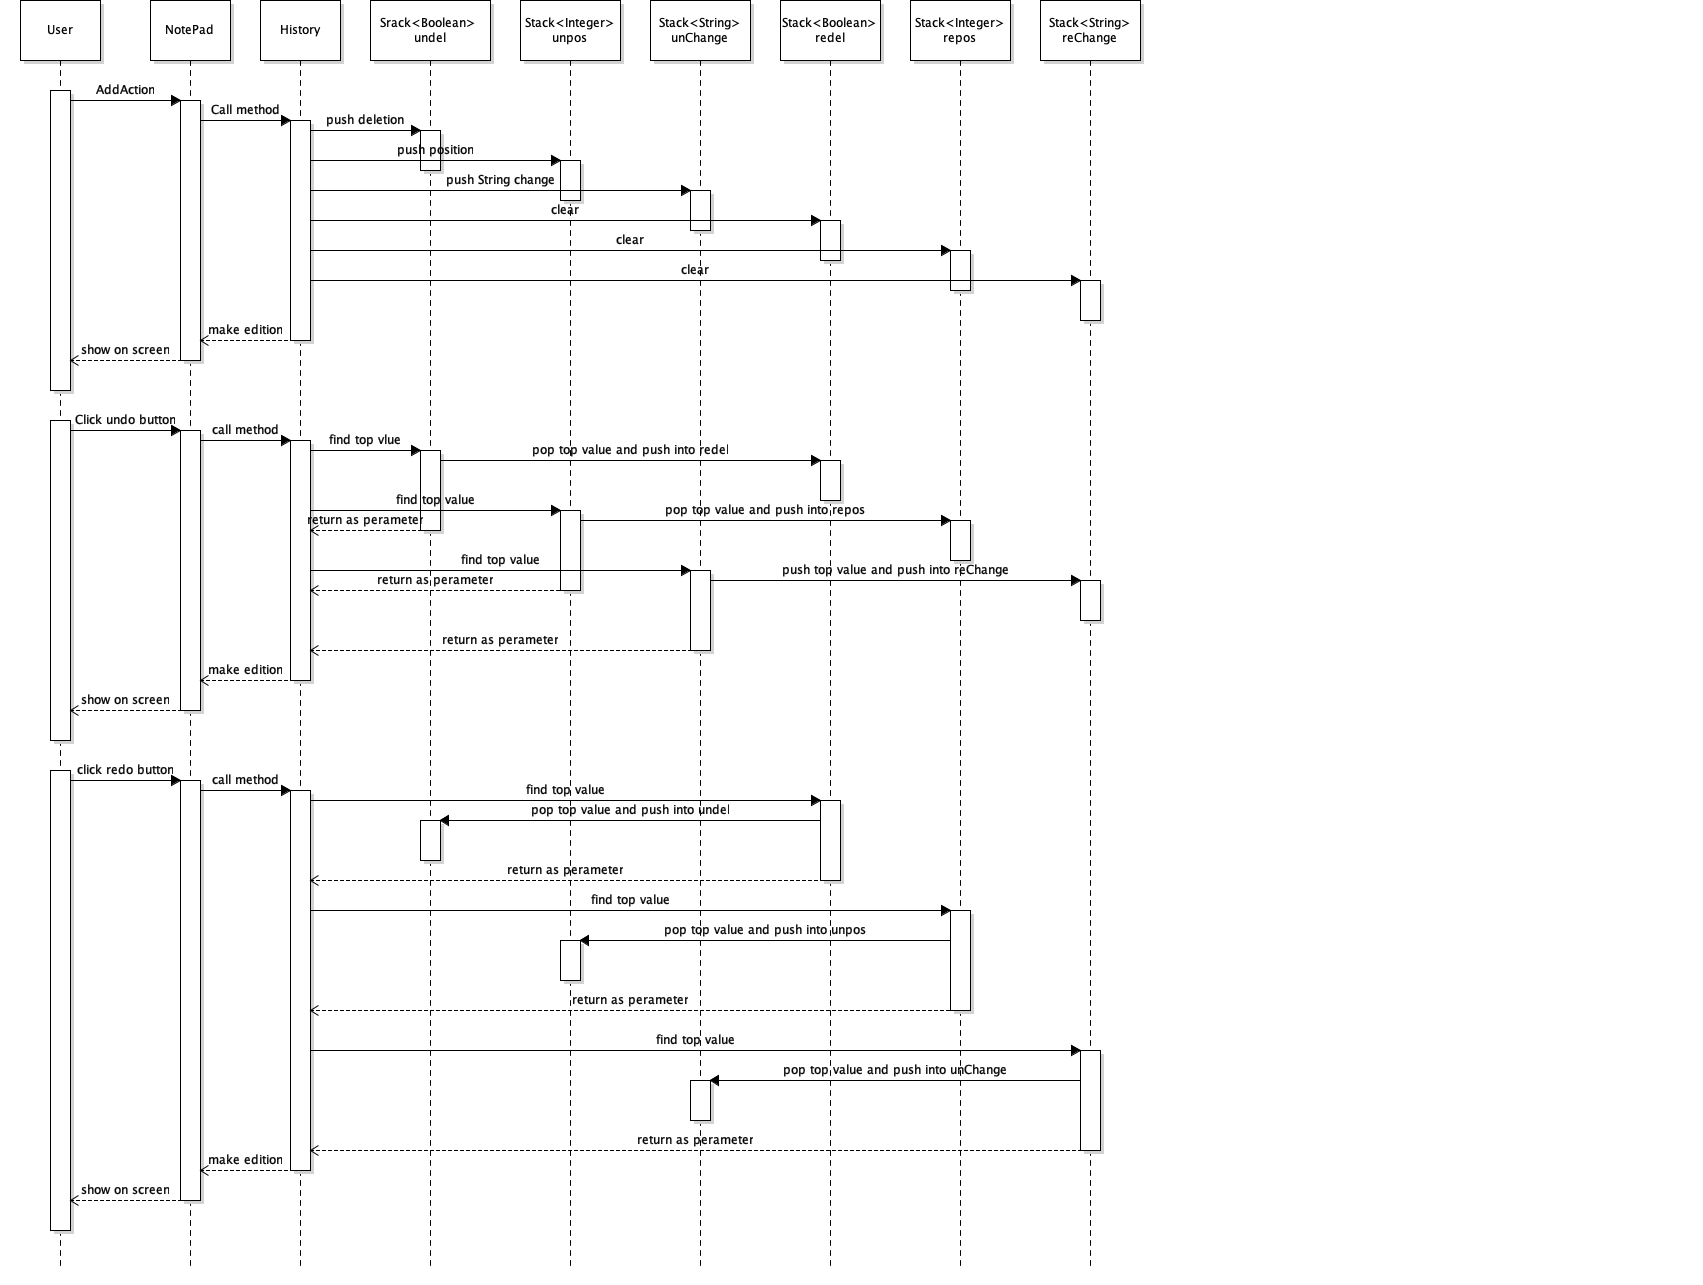 User
NotePad
History
Srack<Boolean>
undel
Stack<Integer>
unpos
Stack<String>
unChange
Stack<Boolean>
redel
Stack<Integer>
repos
Stack<String>
reChange
AddAction
Call method
push deletion
push position
push String change
clear
clear
clear
make edition
show on screen
Click undo button
call method
find top vlue
pop top value and push into redel
find top value
pop top value and push into repos
return as perameter
find top value
push top value and push into reChange
return as perameter
return as perameter
make edition
show on screen
click redo button
call method
find top value
pop top value and push into undel
return as perameter
find top value
pop top value and push into unpos
return as perameter
find top value
pop top value and push into unChange
return as perameter
make edition
show on screen